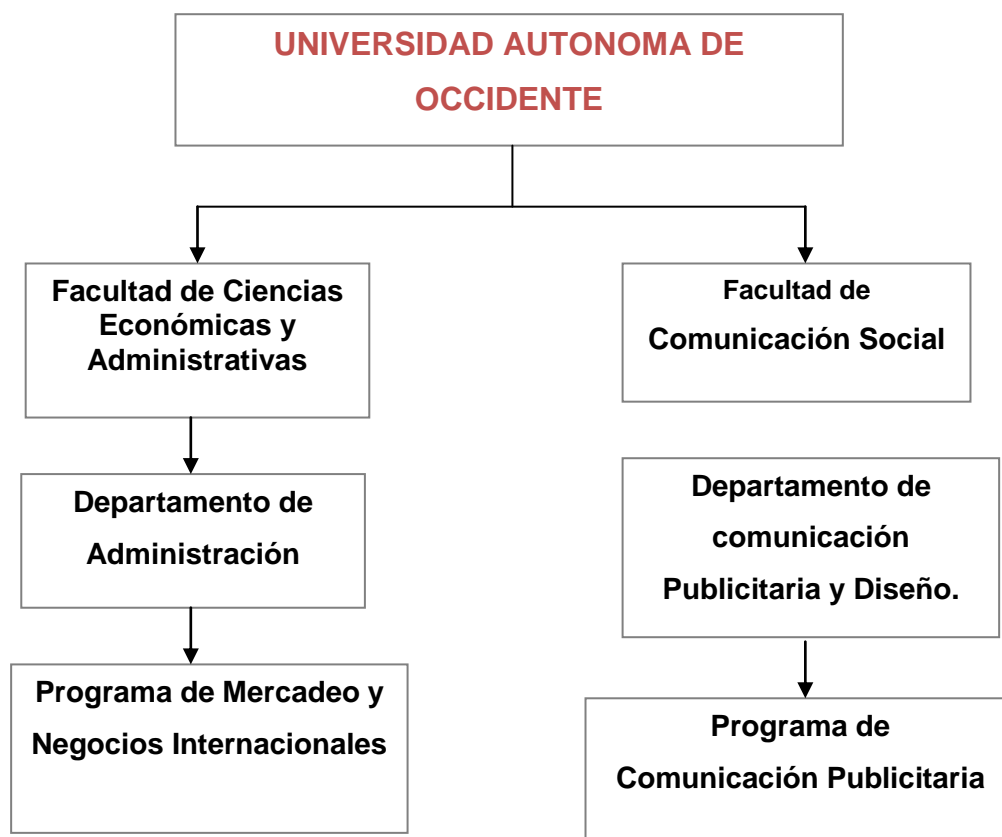 UNIVERSIDAD AUTONOMA DE
OCCIDENTE
Facultad de Ciencias
Económicas y
Administrativas
Facultad de
Comunicación Social
Departamento de
Administración
Departamento de
comunicación
Publicitaria y Diseño.
Programa de Mercadeo y
Negocios Internacionales
Programa de
Comunicación Publicitaria